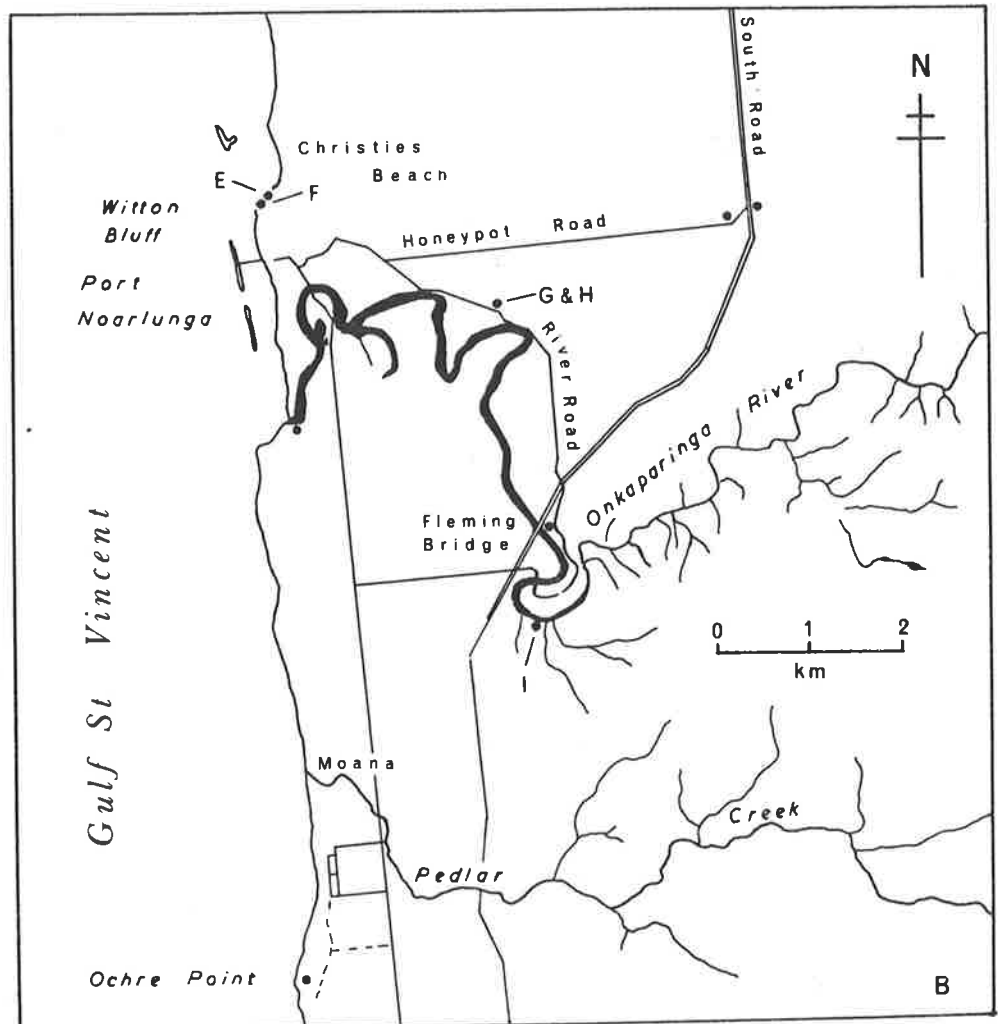 South Road
N
Christies
Beach
E
F
Witton
Bluff
Honeypot Road
Port
Noarlunga
G & H
River Road
Onkaparinga River
Fleming
Bridge
Gulf St Vincent
0 1 2
km
I
Moana
Creek
Pedlar
Ochre Point
B